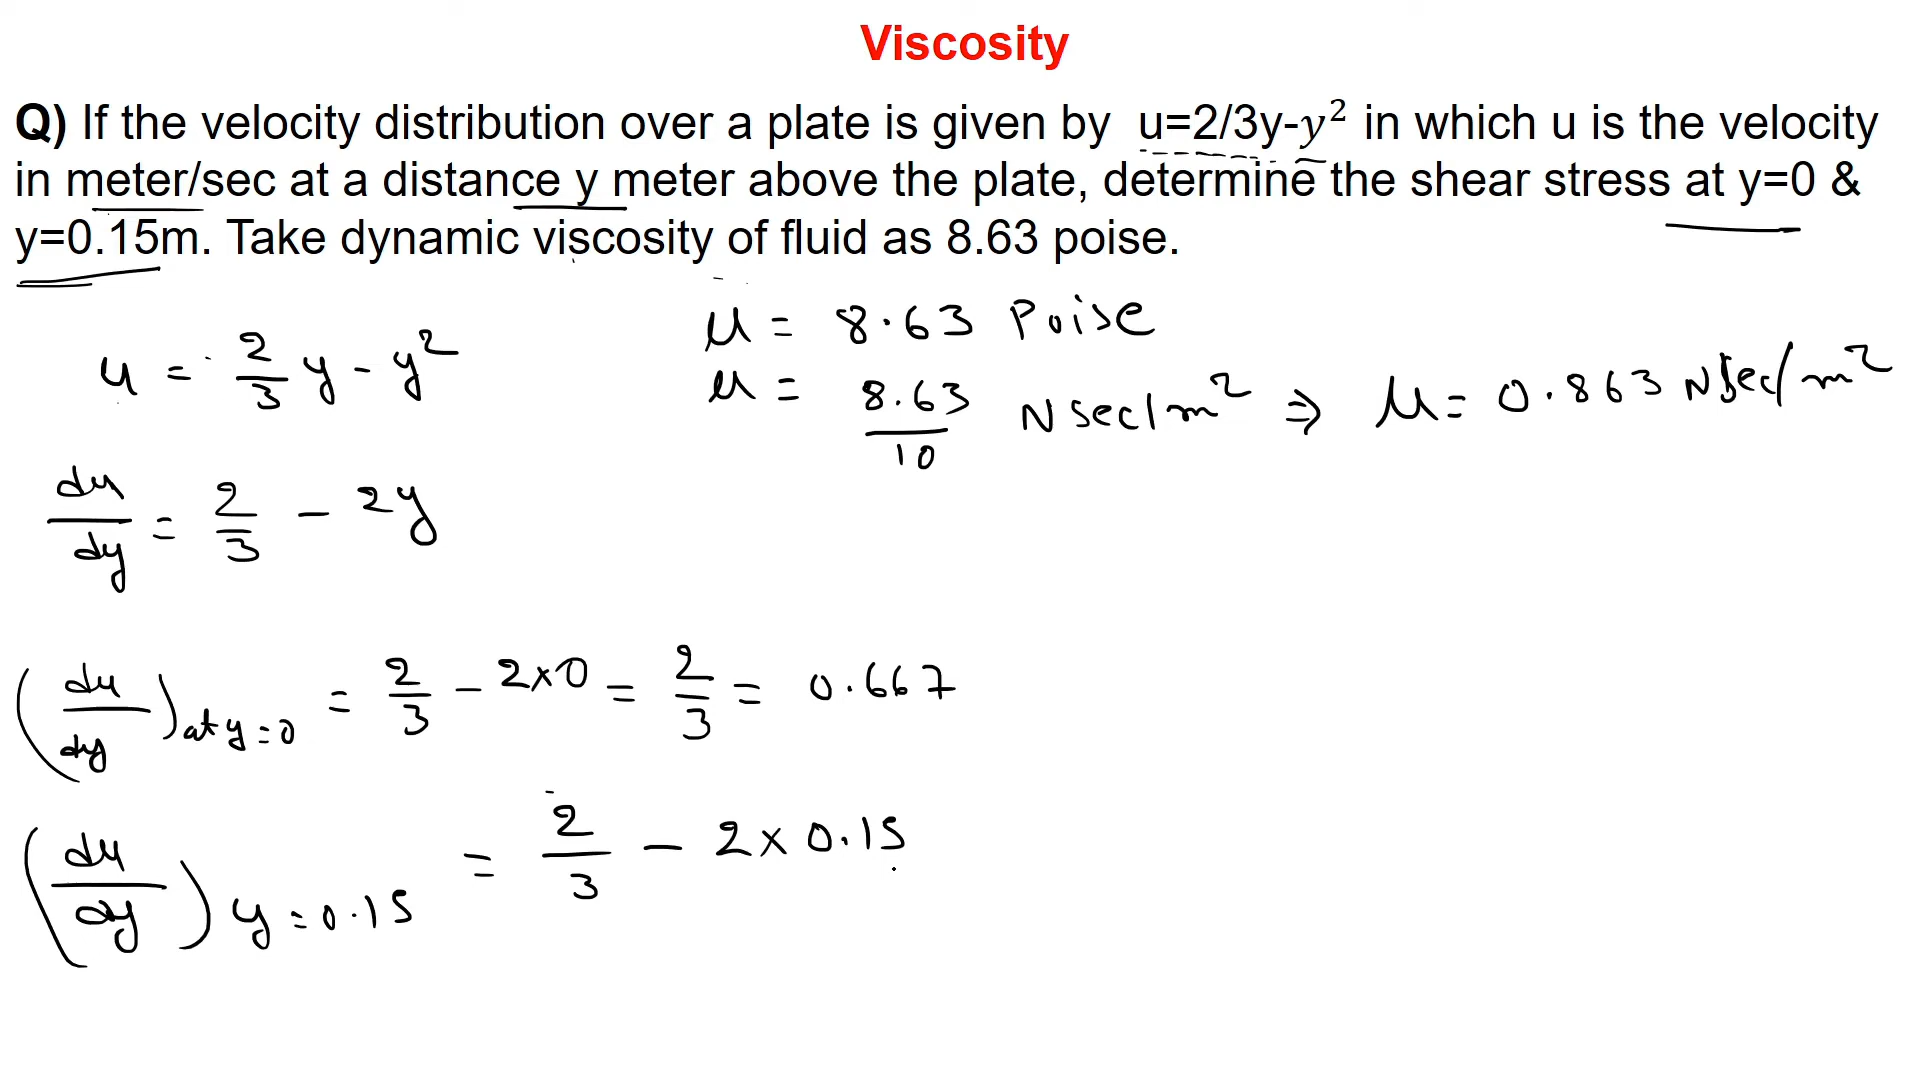 Viscosity
Q) If the velocity distribution over a plate is given by u=2/3y-y² in which u is the velocity
in meter/sec at a distance y meter above the plate, determine the shear stress at y=0 &
y=0.15m. Take dynamic viscosity of fluid as 8.63 poise.
u = 2/3 y - y²
μ = 8.63 Poise
μ = 8.63/10 N sec/m² ⇒ μ = 0.863 N sec/m²
du/dy = 2/3 - 2y
(du/dy) at y=0 = 2/3 - 2×0 = 2/3 = 0.667
(du/dy) y=0.15 = 2/3 - 2×0.15